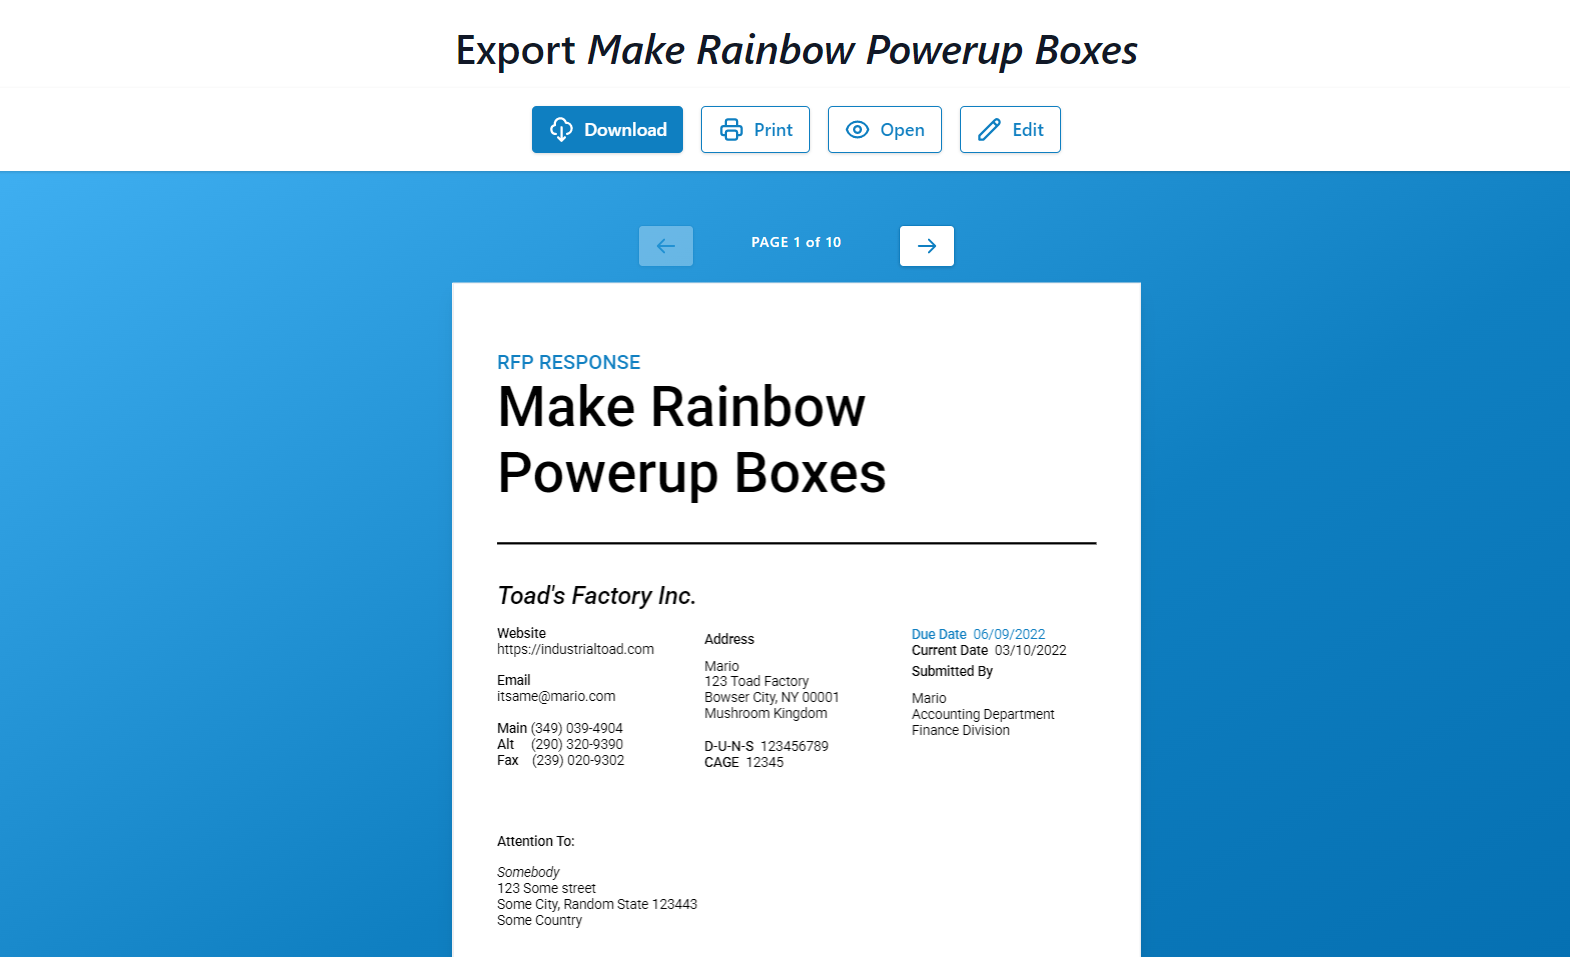 Export Make Rainbow Powerup Boxes
Download Print Open Edit
PAGE 1 of 10
RFP RESPONSE
Make Rainbow
Powerup Boxes
Toad's Factory Inc.
Website
https://industrialtoad.com
Email
itsame@mario.com
Main (349) 039-4904
Alt (290) 320-9390
Fax (239) 020-9302
Address
Mario
123 Toad Factory
Bowser City, NY 00001
Mushroom Kingdom
D-U-N-S 123456789
CAGE 12345
Due Date 06/09/2022
Current Date 03/10/2022
Submitted By
Mario
Accounting Department
Finance Division
Attention To:
Somebody
123 Some street
Some City, Random State 123443
Some Country